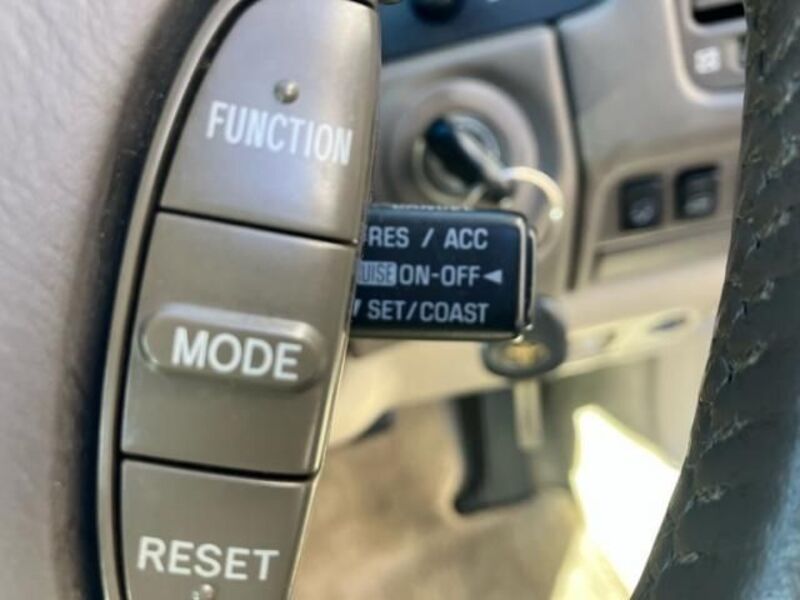 FUNCTION
RES / ACC
ON-OFF
SET/COAST
MODE
RESET